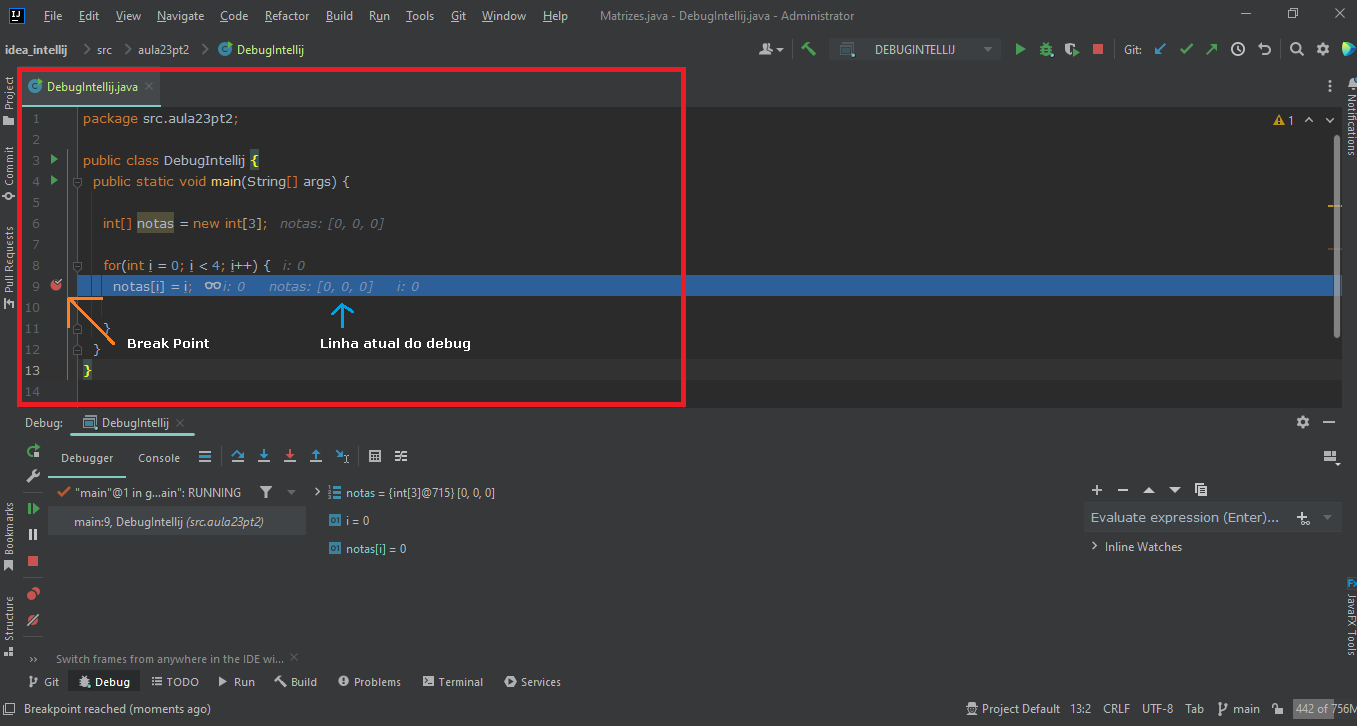 File Edit View Navigate Code Refactor Build Run Tools Git Window Help Matrizes.java - DebugIntellij.java - Administrator
idea_intellij src aula23pt2 DebugIntellij DEBUGINTELLIJ Git:
DebugIntellij.java
Project
Commit
Pull Requests
Bookmarks
Structure
Notifications
JavaFX Tools
1 package src.aula23pt2;
2
3 public class DebugIntellij {
4 public static void main(String[] args) {
5
6 int[] notas = new int[3]; notas: [0, 0, 0]
7
8 for(int i = 0; i < 4; i++) { i: 0
9 notas[i] = i; i: 0 notas: [0, 0, 0] i: 0
10
11 }
Break Point Linha atual do debug
12 }
13 }
14
1
Debug: DebugIntellij
Debugger Console
"main"@1 in g...ain": RUNNING
main:9, DebugIntellij (src.aula23pt2)
notas = {int[3]@715} [0, 0, 0]
i = 0
notas[i] = 0
Evaluate expression (Enter)...
Inline Watches
Switch frames from anywhere in the IDE wi...
Git Debug TODO Run Build Problems Terminal Services
Breakpoint reached (moments ago) Project Default 13:2 CRLF UTF-8 Tab main 442 of 756M